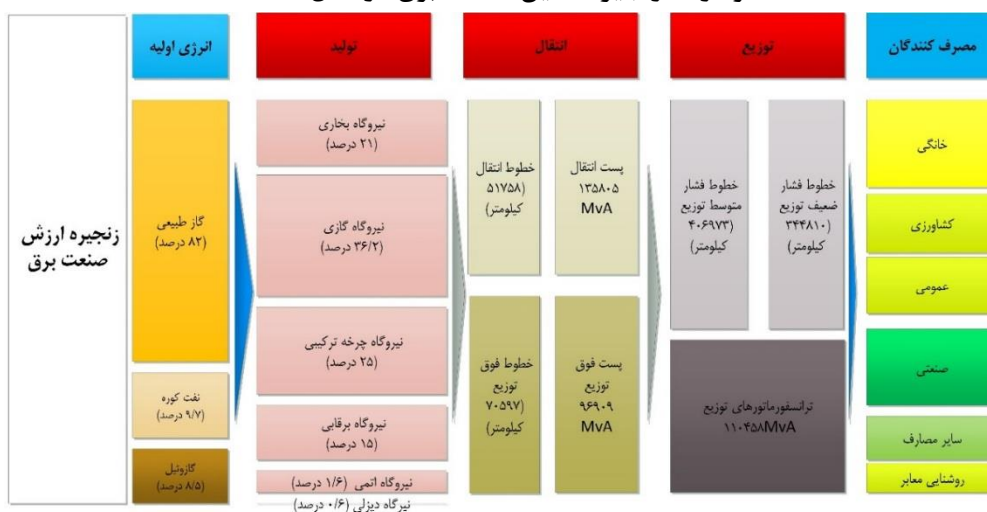 زنجیره ارزش
صنعت برق
انرژی اولیه
گاز طبیعی
(۸۲ درصد)
نفت کوره
(۹/۷ درصد)
گازوئیل
(۸/۵ درصد)
تولید
نیروگاه بخاری
(۲۱ درصد)
نیروگاه گازی
(۳۶/۲ درصد)
نیروگاه چرخه ترکیبی
(۲۵ درصد)
نیروگاه برقابی
(۱۵ درصد)
نیروگاه اتمی (۱/۶ درصد)
نیرگاه دیزلی (۰/۶ درصد)
انتقال
خطوط انتقال
(۵۱۷۵۸
کیلومتر)
پست انتقال
۱۳۵۸۰۵
MvA
خطوط فوق
توزیع
(۷۰۵۹۷
کیلومتر)
پست فوق
توزیع
۹۶۹۰۹
MvA
توزیع
خطوط فشار
متوسط توزیع
(۴۰۶۹۷۳
کیلومتر)
خطوط فشار
ضعیف توزیع
(۳۴۴۸۱۰
کیلومتر)
ترانسفورماتورهای توزیع
۱۱۰۴۵۸MvA
مصرف کنندگان
خانگی
کشاورزی
عمومی
صنعتی
سایر مصارف
روشنایی معابر